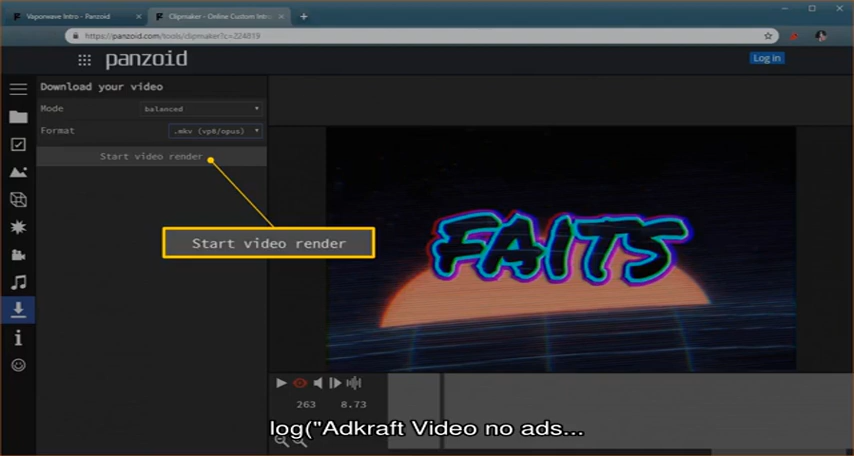 Vaporwave Intro - Panzoid
Clipmaker - Online Custom Intro
https://panzoid.com/tools/clipmaker?c=224819
panzoid
Log in
Download your video
Mode
balanced
Format
.mkv (vp8/opus)
Start video render
Start video render
FAITS
263
8.73
log("Adkraft Video no ads...